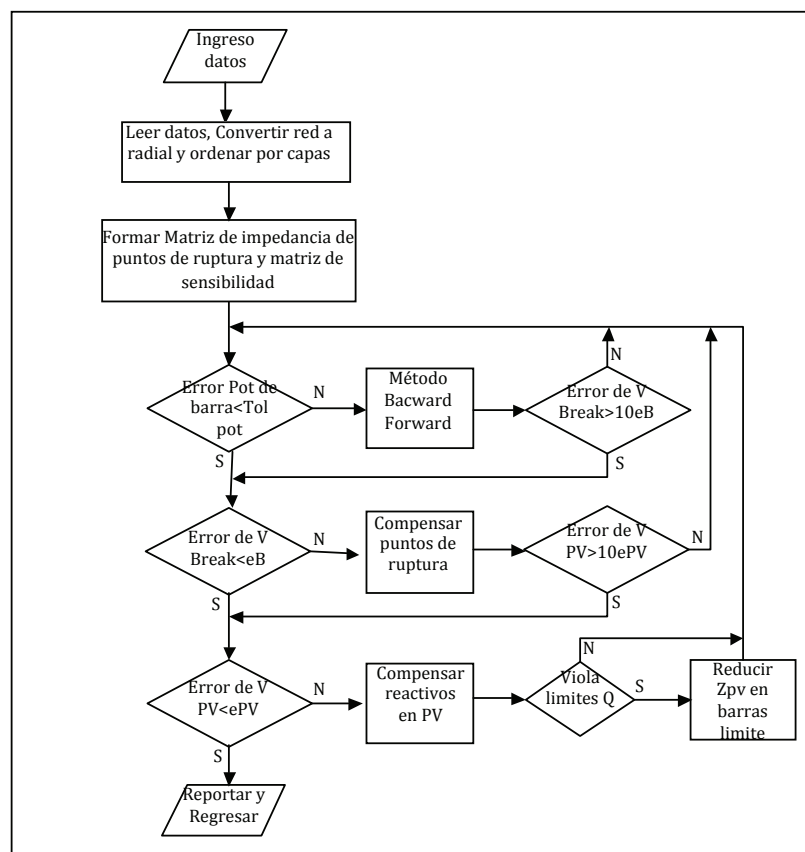 Ingreso
datos
Leer datos, Convertir red a
radial y ordenar por capas
Formar Matriz de impedancia de
puntos de ruptura y matriz de
sensibilidad
Error Pot de
barra<Tol
pot
N
S
Método
Bacward
Forward
Error de V
Break>10eB
N
S
Error de V
Break<eB
N
S
Compensar
puntos de
ruptura
Error de V
PV>10ePV
N
S
Error de V
PV<ePV
N
S
Compensar
reactivos
en PV
Viola
limites Q
N
S
Reducir
Zpv en
barras
limite
Reportar y
Regresar